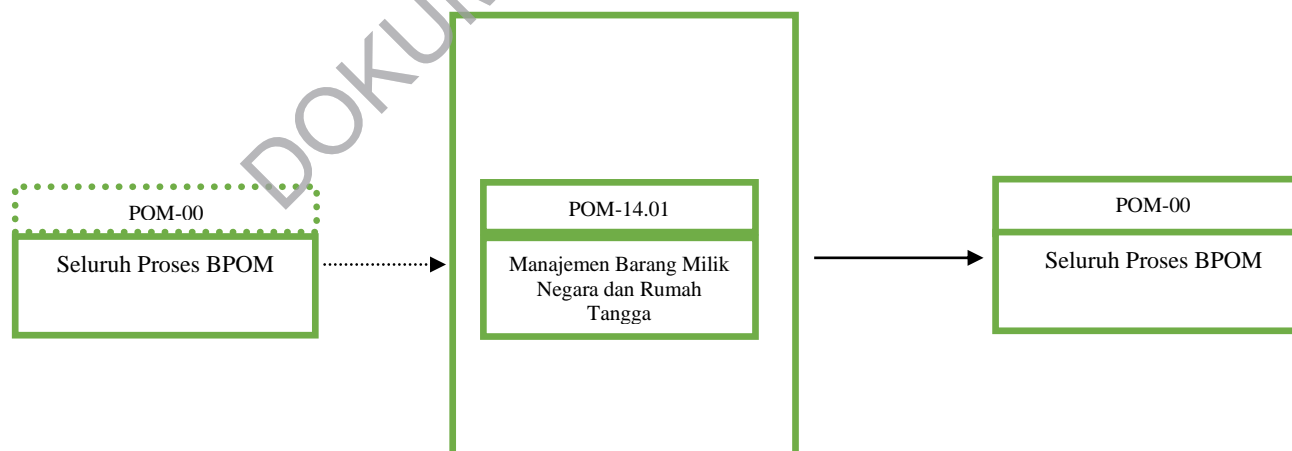 POM-00
Seluruh Proses BPOM
POM-14.01
Manajemen Barang Milik
Negara dan Rumah
Tangga
POM-00
Seluruh Proses BPOM